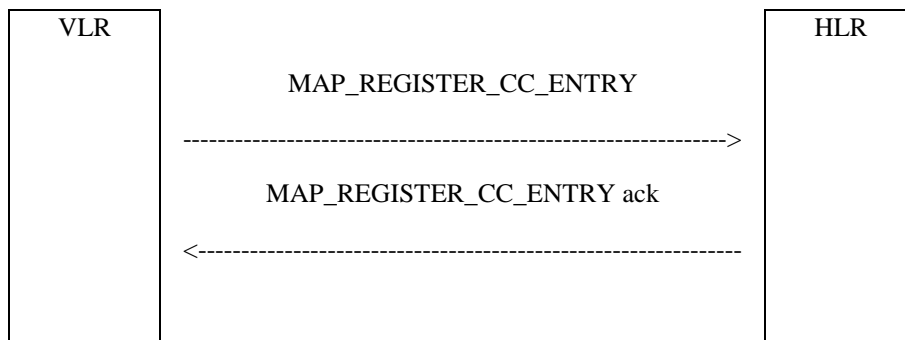 VLR HLR
MAP_REGISTER_CC_ENTRY
--------------------------------------------------------------->
MAP_REGISTER_CC_ENTRY ack
<---------------------------------------------------------------